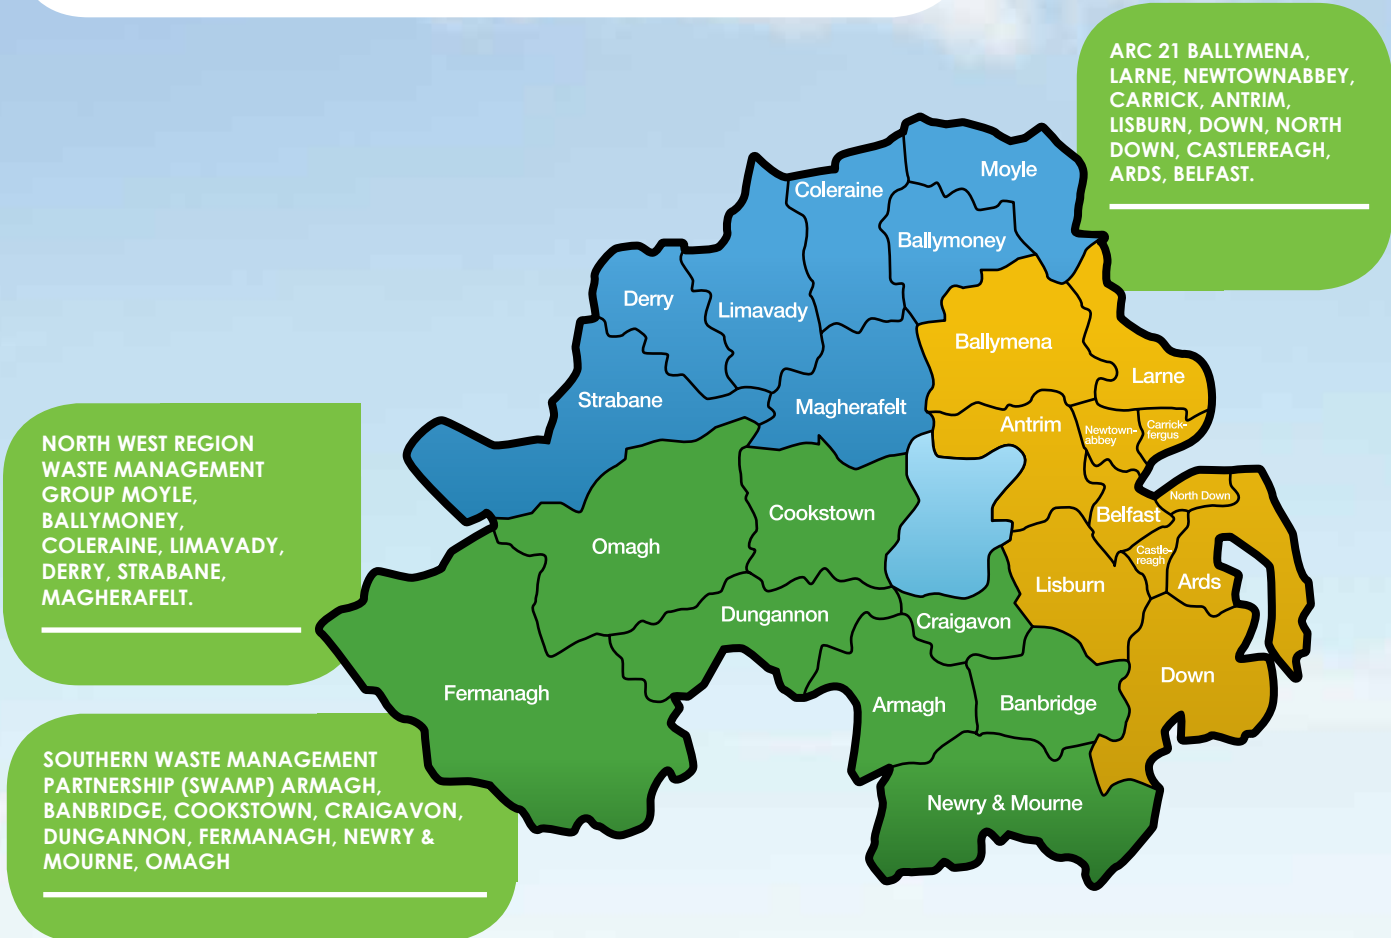 ARC 21 BALLYMENA,
LARNE, NEWTOWNABBEY,
CARRICK, ANTRIM,
LISBURN, DOWN, NORTH
DOWN, CASTLEREAGH,
ARDS, BELFAST.
Moyle
Coleraine
Ballymoney
Derry
Limavady
Ballymena
Larne
Strabane
Magherafelt
Antrim
Newtown-
abbey
Carrick-
fergus
NORTH WEST REGION
WASTE MANAGEMENT
GROUP MOYLE,
BALLYMONEY,
COLERAINE, LIMAVADY,
DERRY, STRABANE,
MAGHERAFELT.
North Down
Belfast
Cookstown
Omagh
Castle-
reagh
Ards
Lisburn
Dungannon
Craigavon
Down
Fermanagh
Armagh
Banbridge
SOUTHERN WASTE MANAGEMENT
PARTNERSHIP (SWAMP) ARMAGH,
BANBRIDGE, COOKSTOWN, CRAIGAVON,
DUNGANNON, FERMANAGH, NEWRY &
MOURNE, OMAGH
Newry & Mourne